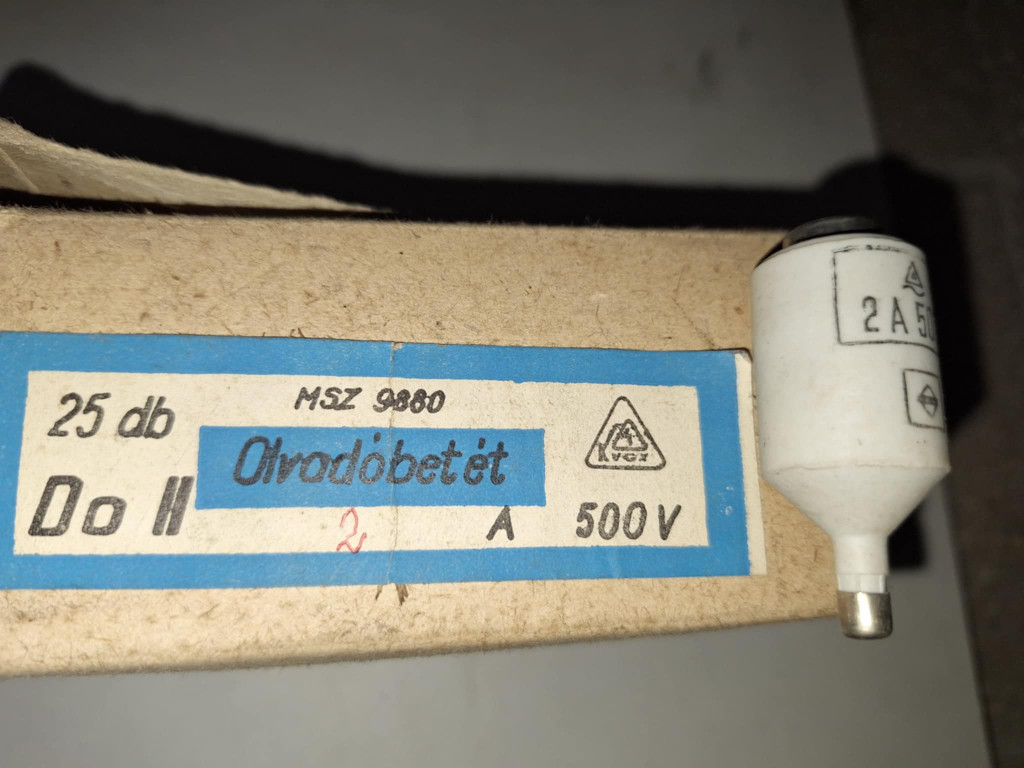 25 db
MSZ 9880
Olvadóbetét
Do II
2 A
500 V
2 A 50